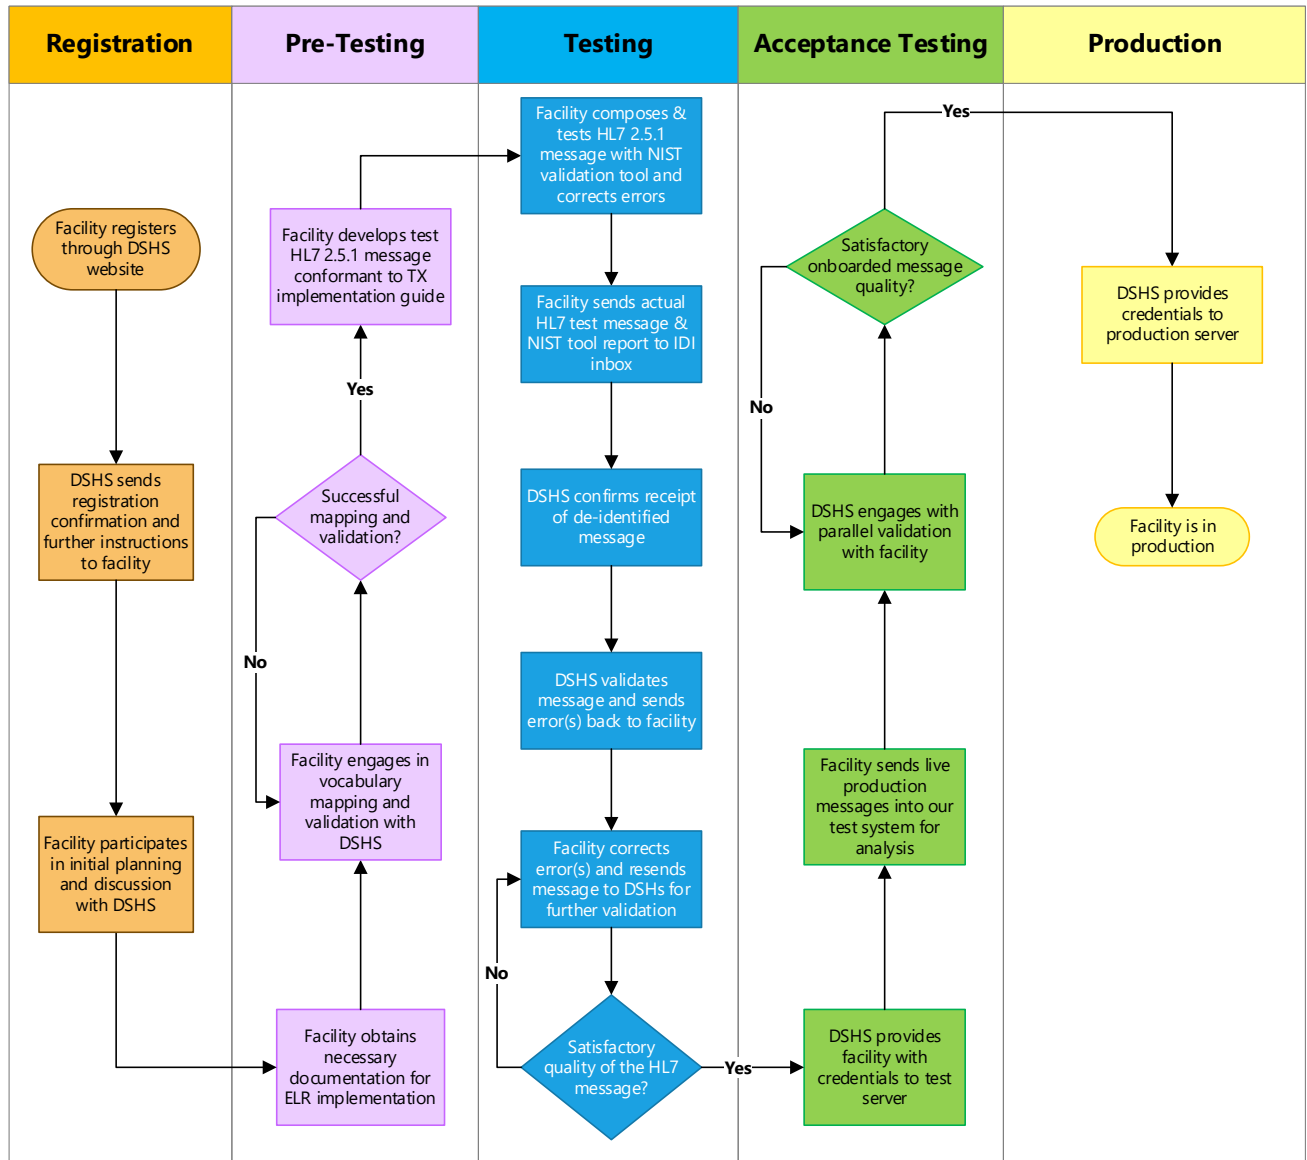 Registration
Pre-Testing
Testing
Acceptance Testing
Production
Facility registers
through DSHS
website
DSHS sends
registration
confirmation and
further instructions
to facility
Facility participates
in initial planning
and discussion
with DSHS
Facility develops test
HL7 2.5.1 message
conformant to TX
implementation guide
Yes
Successful
mapping and
validation?
No
Facility engages in
vocabulary
mapping and
validation with
DSHS
Facility obtains
necessary
documentation for
ELR implementation
Facility composes &
tests HL7 2.5.1
message with NIST
validation tool and
corrects errors
Facility sends actual
HL7 test message &
NIST tool report to IDI
inbox
DSHS confirms receipt
of de-identified
message
DSHS validates
message and sends
error(s) back to facility
Facility corrects
error(s) and resends
message to DSHs for
further validation
No
Satisfactory
quality of the HL7
message?
Yes
Yes
Satisfactory
onboarded message
quality?
No
DSHS engages with
parallel validation
with facility
Facility sends live
production
messages into our
test system for
analysis
DSHS provides
facility with
credentials to test
server
DSHS provides
credentials to
production server
Facility is in
production